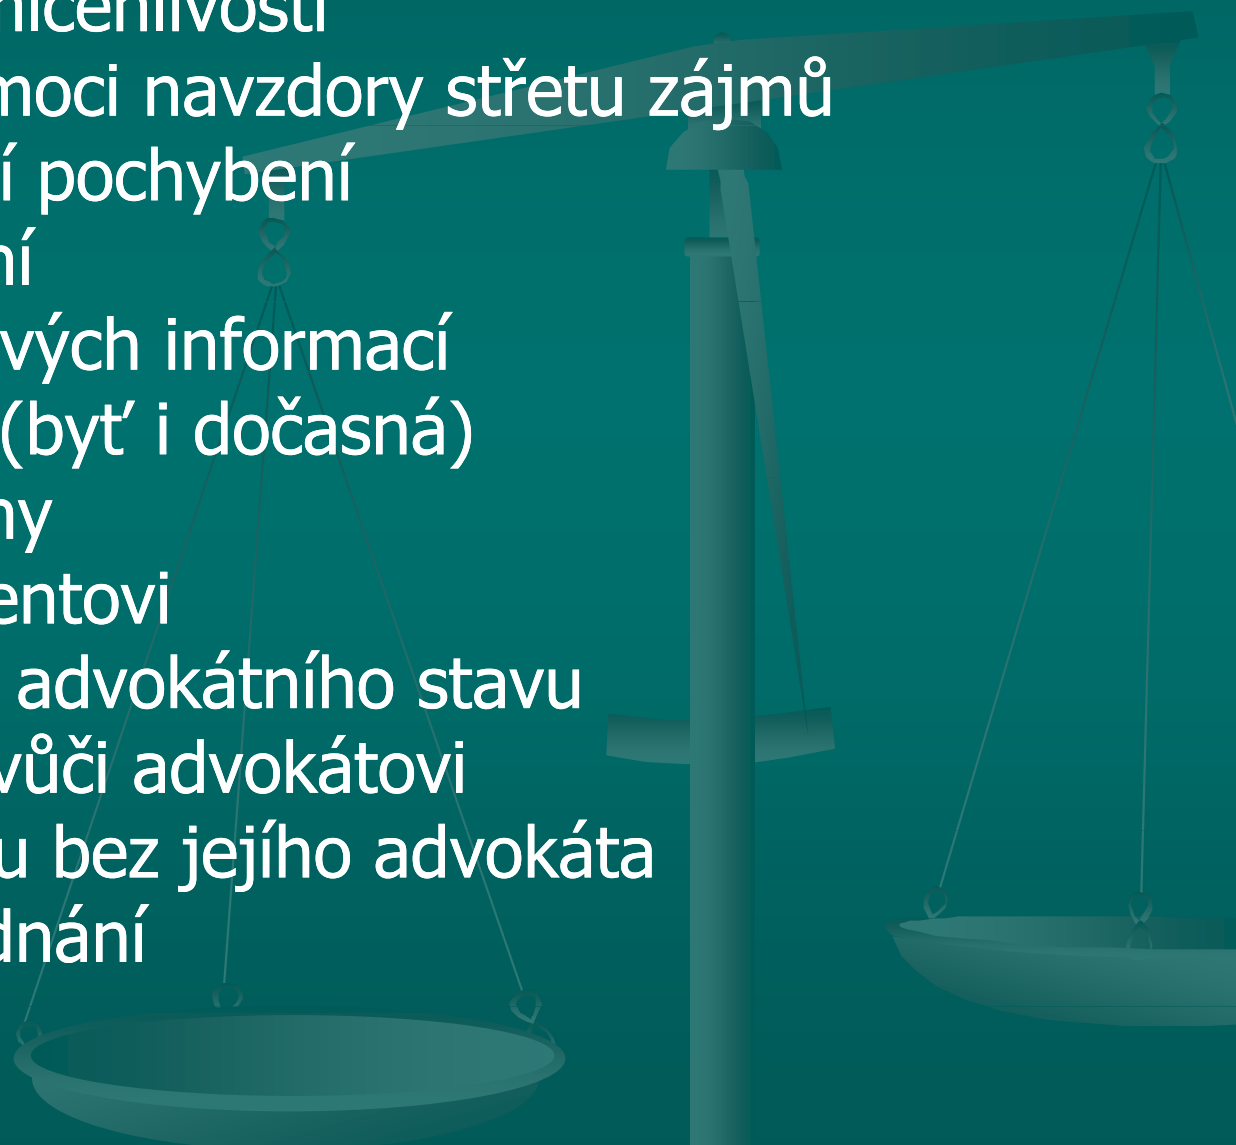 nlčenlivosti
moci navzdory střetu zájmů
í pochybení
ní
vých informací
(byť i dočasná)
ny
entovi
advokátního stavu
vůči advokátovi
u bez jejího advokáta
dnání